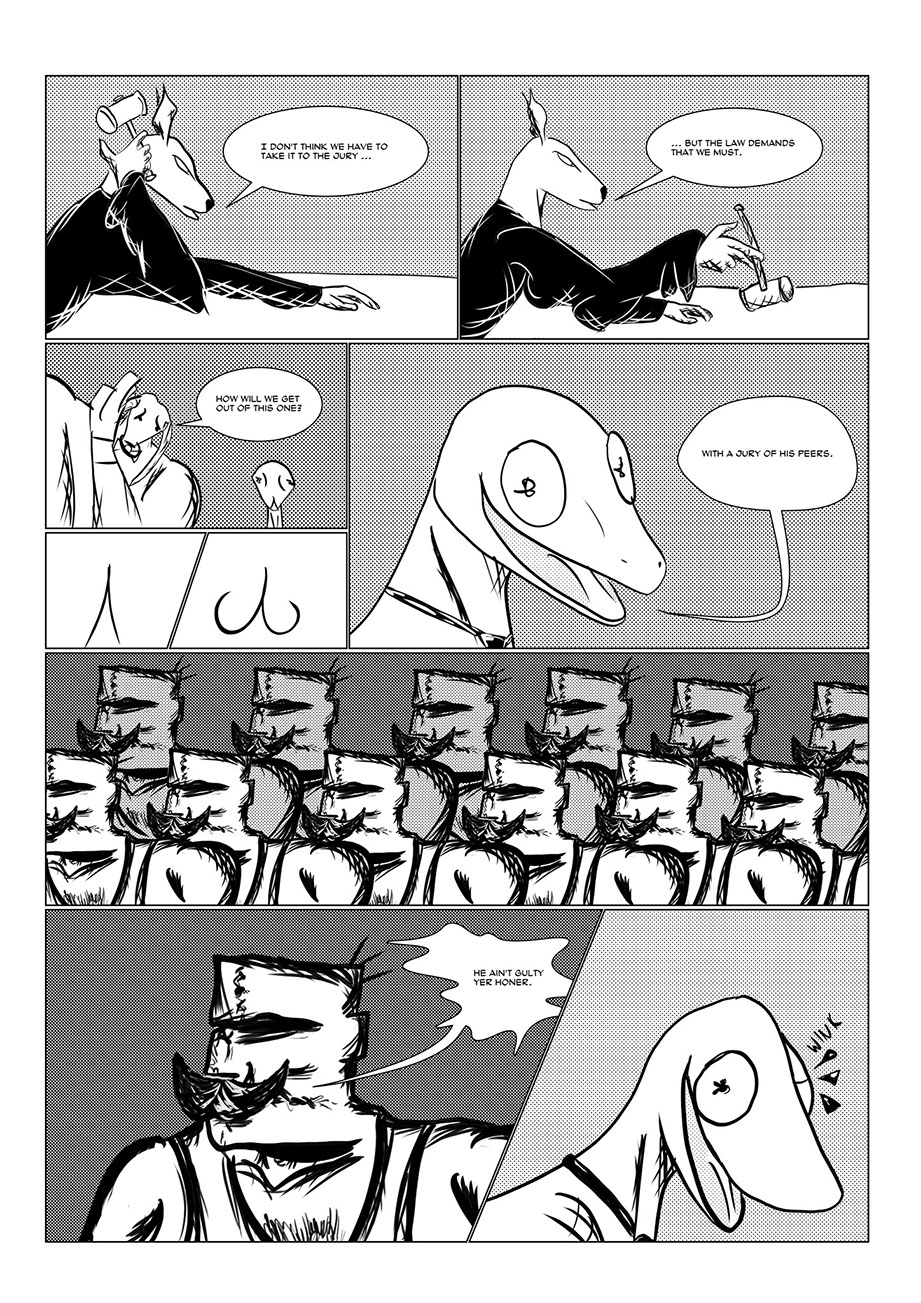 I DON'T THINK WE HAVE TO
TAKE IT TO THE JURY ...
... BUT THE LAW DEMANDS
THAT WE MUST.
HOW WILL WE GET
OUT OF THIS ONE?
WITH A JURY OF HIS PEERS.
HE AIN'T GULTY
YER HONER.
WINK